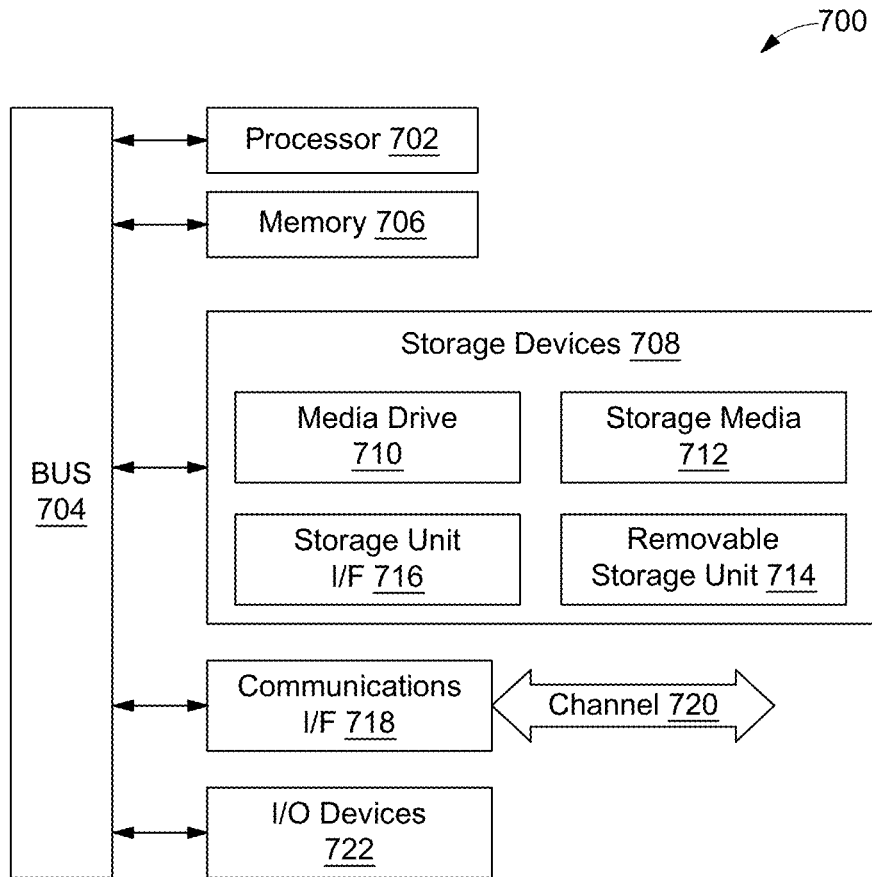 700
Processor 702
Memory 706
Storage Devices 708
Media Drive
710
Storage Media
712
BUS
704
Storage Unit
I/F 716
Removable
Storage Unit 714
Communications
I/F 718
Channel 720
I/O Devices
722